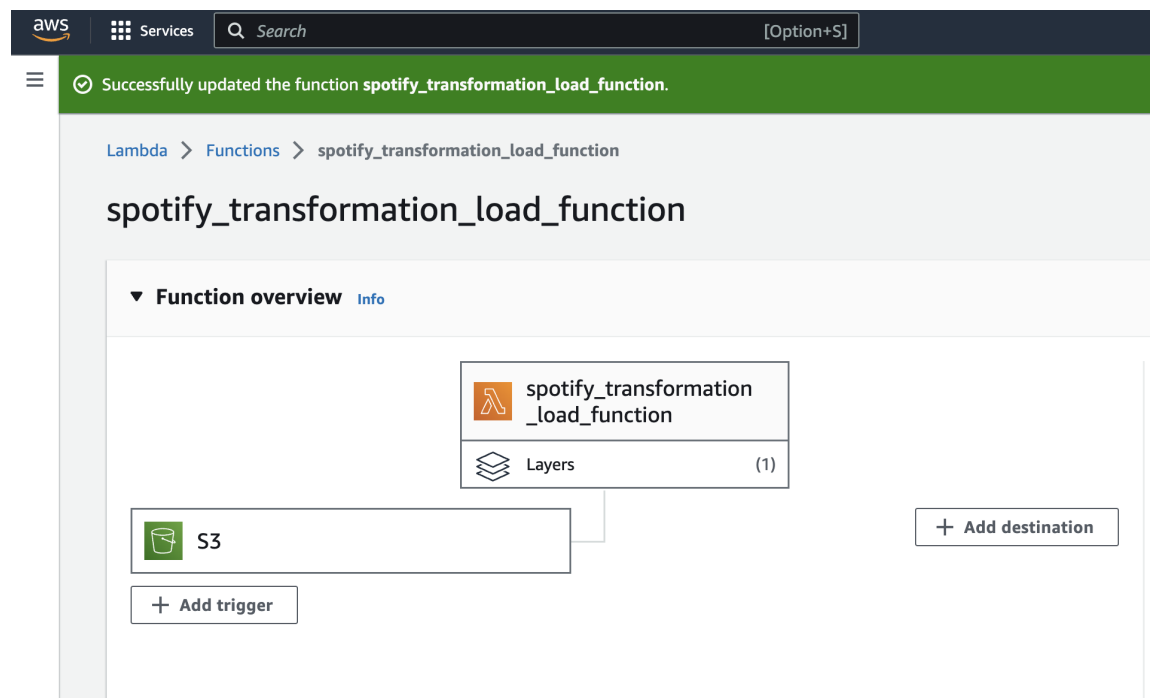 aws
Services
Search
[Option+S]
Successfully updated the function spotify_transformation_load_function.
Lambda > Functions > spotify_transformation_load_function
spotify_transformation_load_function
Function overview Info
spotify_transformation
_load_function
Layers (1)
S3
+ Add destination
+ Add trigger